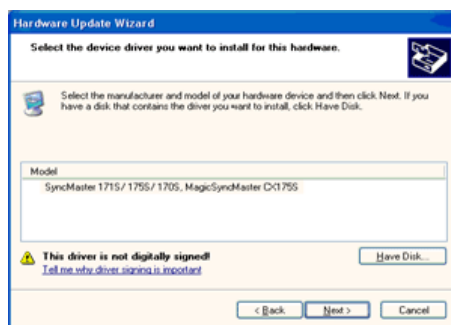 Hardware Update Wizard
Select the device driver you want to install for this hardware.
Select the manufacturer and model of your hardware device and then click Next. If you
have a disk that contains the driver you want to install, click Have Disk.
Model
SyncMaster 171S/ 175S/ 170S, MagicSyncMaster CX175S
This driver is not digitally signed!
Tell me why driver signing is important
Have Disk...
< Back
Next >
Cancel